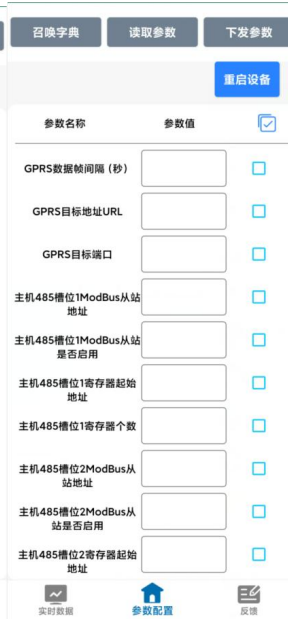 召唤字典 读取参数 下发参数
重启设备
参数名称 参数值
GPRS数据帧间隔 (秒)
GPRS目标地址URL
GPRS目标端口
主机485槽位1ModBus从站
地址
主机485槽位1ModBus从站
是否启用
主机485槽位1寄存器起始
地址
主机485槽位1寄存器个数
主机485槽位2ModBus从
站地址
主机485槽位2ModBus从
站是否启用
主机485槽位2寄存器起始
地址
实时数据 参数配置 反馈